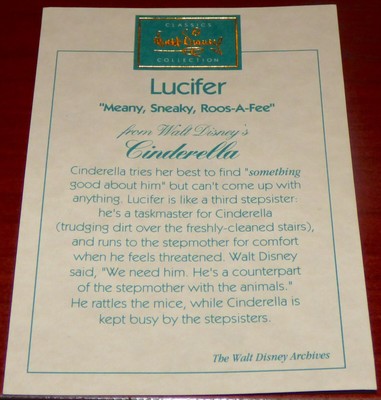 CLASSICS
Walt Disney
COLLECTION
Lucifer
"Meany, Sneaky, Roos-A-Fee"
from Walt Disney's
Cinderella
Cinderella tries her best to find "something
good about him" but can't come up with
anything. Lucifer is like a third stepsister:
he's a taskmaster for Cinderella
(trudging dirt over the freshly-cleaned stairs),
and runs to the stepmother for comfort
when he feels threatened. Walt Disney
said, "We need him. He's a counterpart
of the stepmother with the animals."
He rattles the mice, while Cinderella is
kept busy by the stepsisters.
The Walt Disney Archives